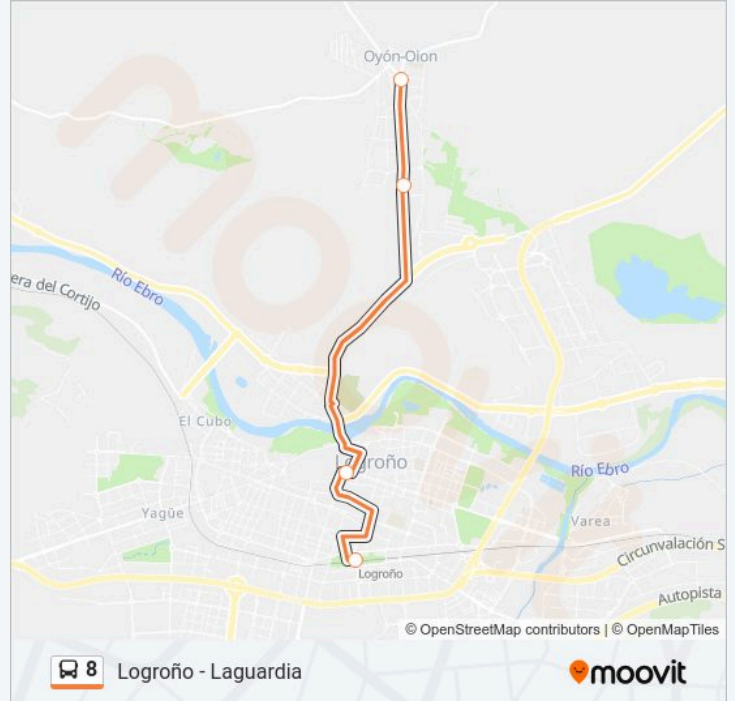 Oyón-Oion
Río Ebro
era del Cortijo
El Cubo
Logroño
Río Ebro
Yagüe
Varea
Circunvalación S
Logroño
Autopista
© OpenStreetMap contributors | © OpenMapTiles
8 Logroño - Laguardia
moovit